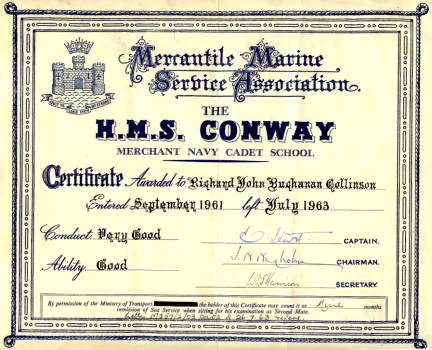 Mercantile Marine
Service Association.
THE
H.M.S. CONWAY
MERCHANT NAVY CADET SCHOOL
Certificate Awarded to Richard John Buchanan Collinson
Entered September 1961 left July 1963
Conduct Very Good
CAPTAIN.
CHAIRMAN.
Ability Good
SECRETARY.
By permission of the Ministry of Transport the holder of this Certificate may count it as Nine months
remission of Sea Service when sitting for his examination as Second Mate.